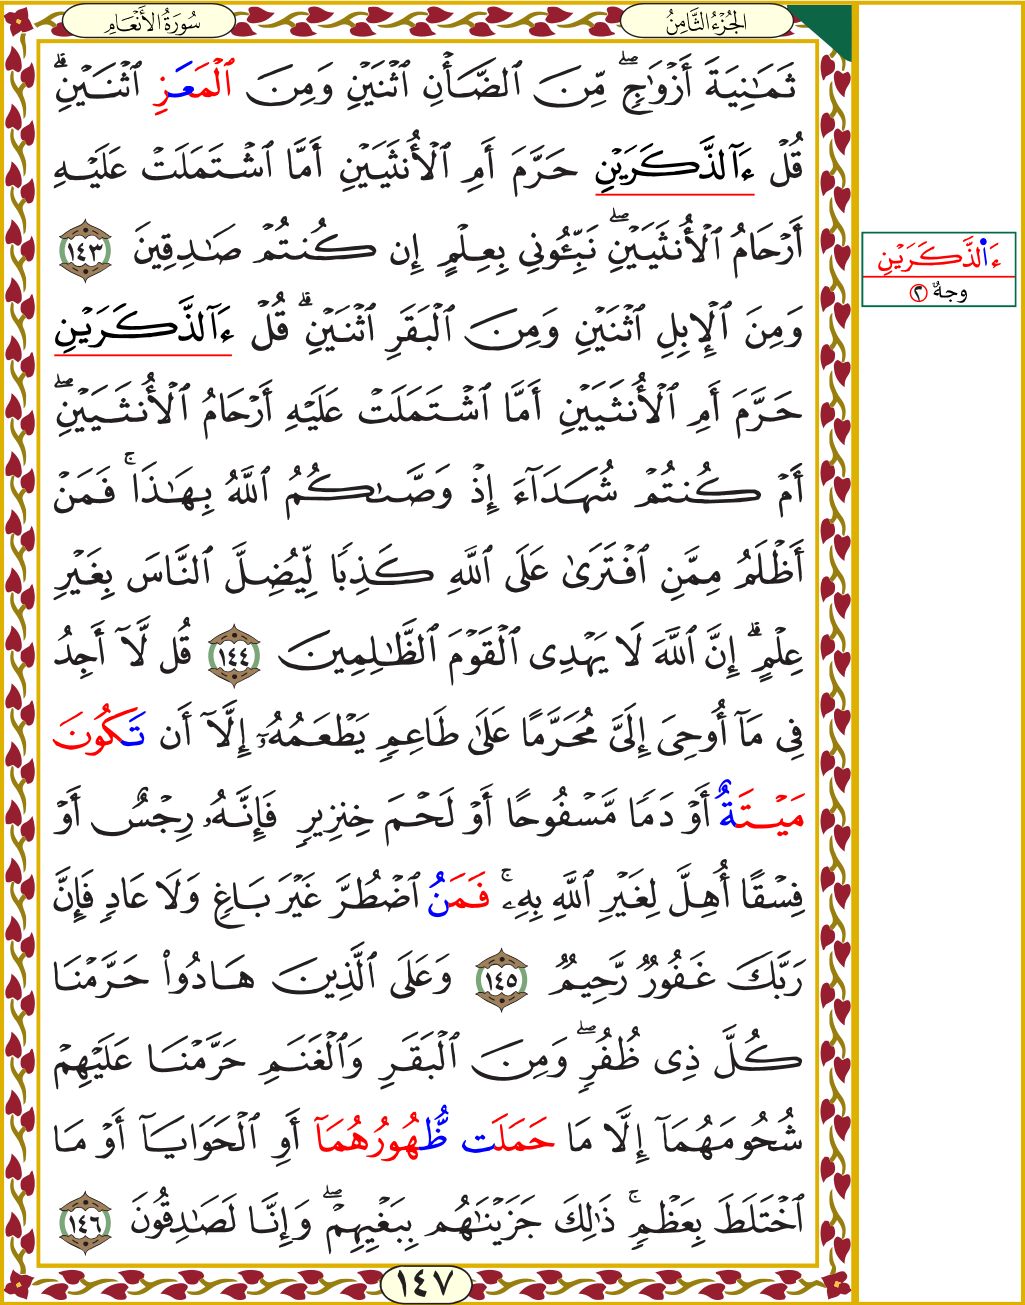 سُورَةُ الأَنْعَامِ
الجُزْءُ الثَّامِنُ
ثَمَٰنِيَةَ أَزْوَٰجٍۖ مِّنَ ٱلضَّأْنِ ٱثْنَيْنِ وَمِنَ ٱلْمَعَزِ ٱثْنَيْنِۗ
قُلْ ءَآلذَّكَرَيْنِ حَرَّمَ أَمِ ٱلْأُنثَيَيْنِ أَمَّا ٱشْتَمَلَتْ عَلَيْهِ
أَرْحَامُ ٱلْأُنثَيَيْنِۖ نَبِّـُٔونِي بِعِلْمٍ إِن كُنتُمْ صَٰدِقِينَ ١٤٣
وَمِنَ ٱلْإِبِلِ ٱثْنَيْنِ وَمِنَ ٱلْبَقَرِ ٱثْنَيْنِۗ قُلْ ءَآلذَّكَرَيْنِ
حَرَّمَ أَمِ ٱلْأُنثَيَيْنِ أَمَّا ٱشْتَمَلَتْ عَلَيْهِ أَرْحَامُ ٱلْأُنثَيَيْنِۖ
أَمْ كُنتُمْ شُهَدَآءَ إِذْ وَصَّىٰكُمُ ٱللَّهُ بِهَٰذَاۚ فَمَنْ
أَظْلَمُ مِمَّنِ ٱفْتَرَىٰ عَلَى ٱللَّهِ كَذِبًا لِّيُضِلَّ ٱلنَّاسَ بِغَيْرِ
عِلْمٍۗ إِنَّ ٱللَّهَ لَا يَهْدِى ٱلْقَوْمَ ٱلظَّٰلِمِينَ ١٤٤ قُل لَّآ أَجِدُ
فِي مَآ أُوحِىَ إِلَىَّ مُحَرَّمًا عَلَىٰ طَاعِمٍ يَطْعَمُهُۥٓ إِلَّآ أَن تَكُونَ
مَيْتَةٌ أَوْ دَمًا مَّسْفُوحًا أَوْ لَحْمَ خِنزِيرٍ فَإِنَّهُۥ رِجْسٌ أَوْ
فِسْقًا أُهِلَّ لِغَيْرِ ٱللَّهِ بِهِۦۚ فَمَنُ ٱضْطُرَّ غَيْرَ بَاغٍ وَلَا عَادٍ فَإِنَّ
رَبَّكَ غَفُورٌ رَّحِيمٌ ١٤٥ وَعَلَى ٱلَّذِينَ هَادُوا۟ حَرَّمْنَا
كُلَّ ذِى ظُفُرٍۖ وَمِنَ ٱلْبَقَرِ وَٱلْغَنَمِ حَرَّمْنَا عَلَيْهِمْ
شُحُومَهُمَآ إِلَّا مَا حَمَلَت ظُّهُورُهُمَآ أَوِ ٱلْحَوَايَآ أَوْ مَا
ٱخْتَلَطَ بِعَظْمٍۚ ذَٰلِكَ جَزَيْنَٰهُم بِبَغْيِهِمْۖ وَإِنَّا لَصَٰدِقُونَ ١٤٦
١٤٧
ءَاْلذَّكَرَيْنِ
وجهٌ ٢